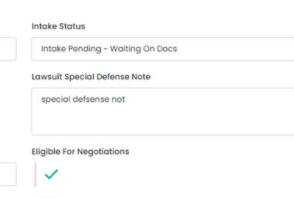 Intake Status
Intake Pending - Waiting On Docs
Lawsuit Special Defense Note
special defsense not
Eligible For Negotiations